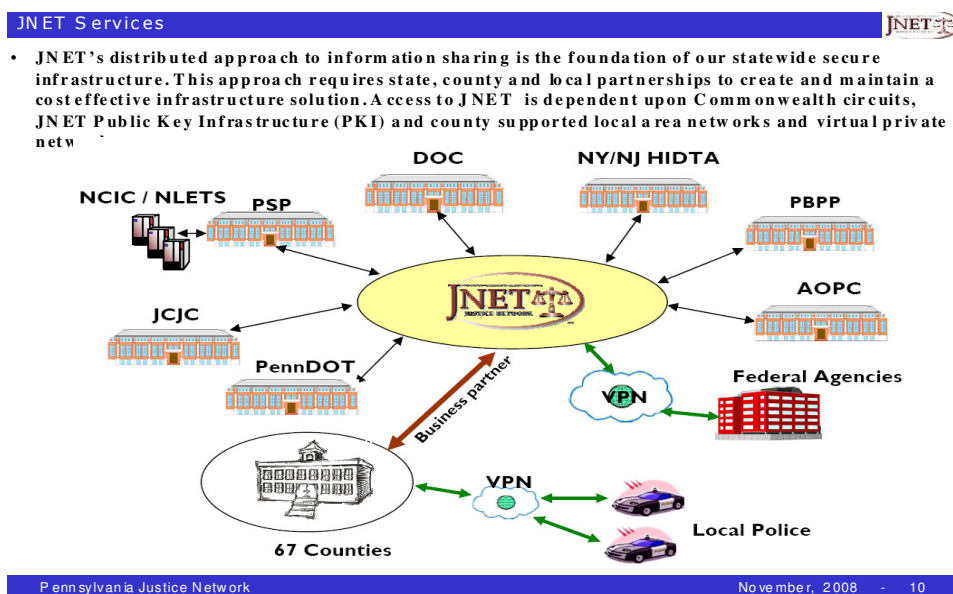 JNET Services
JNET
• JNET's distributed approach to information sharing is the foundation of our statewide secure
infrastructure. This approach requires state, county and local partnerships to create and maintain a
cost effective infrastructure solution. Access to JNET is dependent upon Commonwealth circuits,
JNET Public Key Infrastructure (PKI) and county supported local area networks and virtual private
DOC
NY/NJ HIDTA
NCIC / NLETS
PSP
PBPP
JNET
JUSTICE NETWORK
AOPC
JCJC
PennDOT
Business partner
VPN
Federal Agencies
VPN
Local Police
67 Counties
Pennsylvania Justice Network
November, 2008 - 10